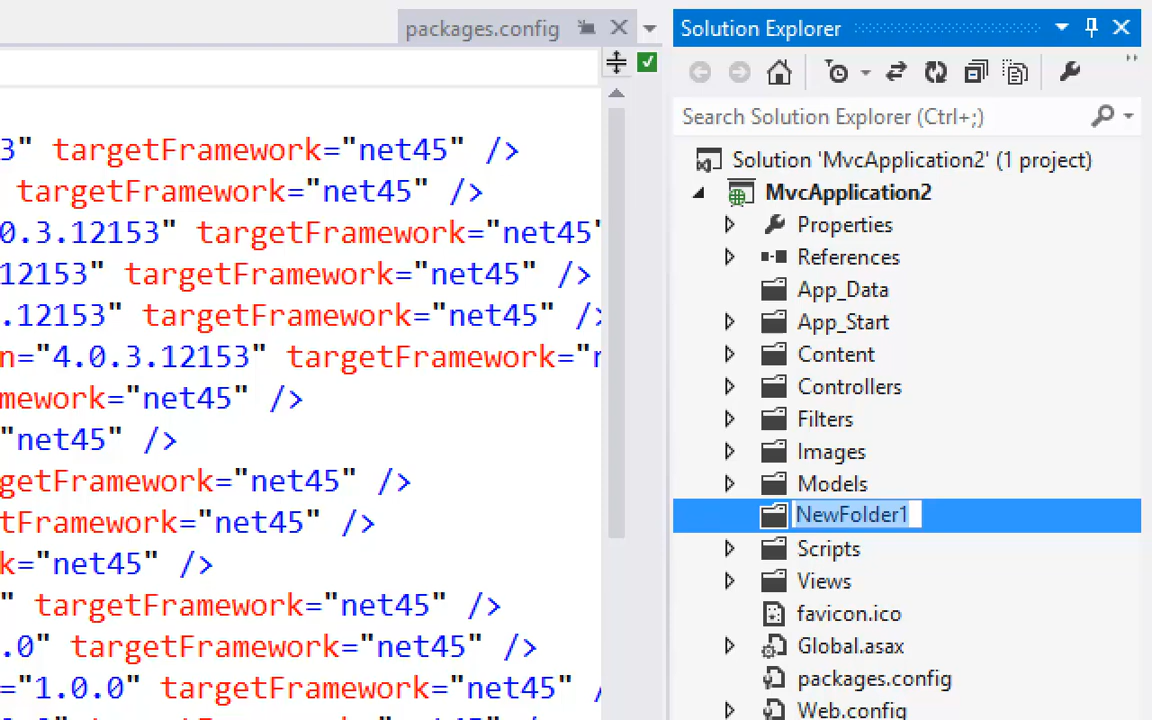 packages.config
3" targetFramework="net45" />
targetFramework="net45" />
0.3.12153" targetFramework="net45"
12153" targetFramework="net45" />
.12153" targetFramework="net45" />
n="4.0.3.12153" targetFramework="n
mework="net45" />
"net45" />
getFramework="net45" />
tFramework="net45" />
k="net45" />
" targetFramework="net45" />
.0" targetFramework="net45" />
="1.0.0" targetFramework="net45" /
Solution Explorer
Search Solution Explorer (Ctrl+;)
Solution 'MvcApplication2' (1 project)
MvcApplication2
Properties
References
App_Data
App_Start
Content
Controllers
Filters
Images
Models
NewFolder1
Scripts
Views
favicon.ico
Global.asax
packages.config
Web.config